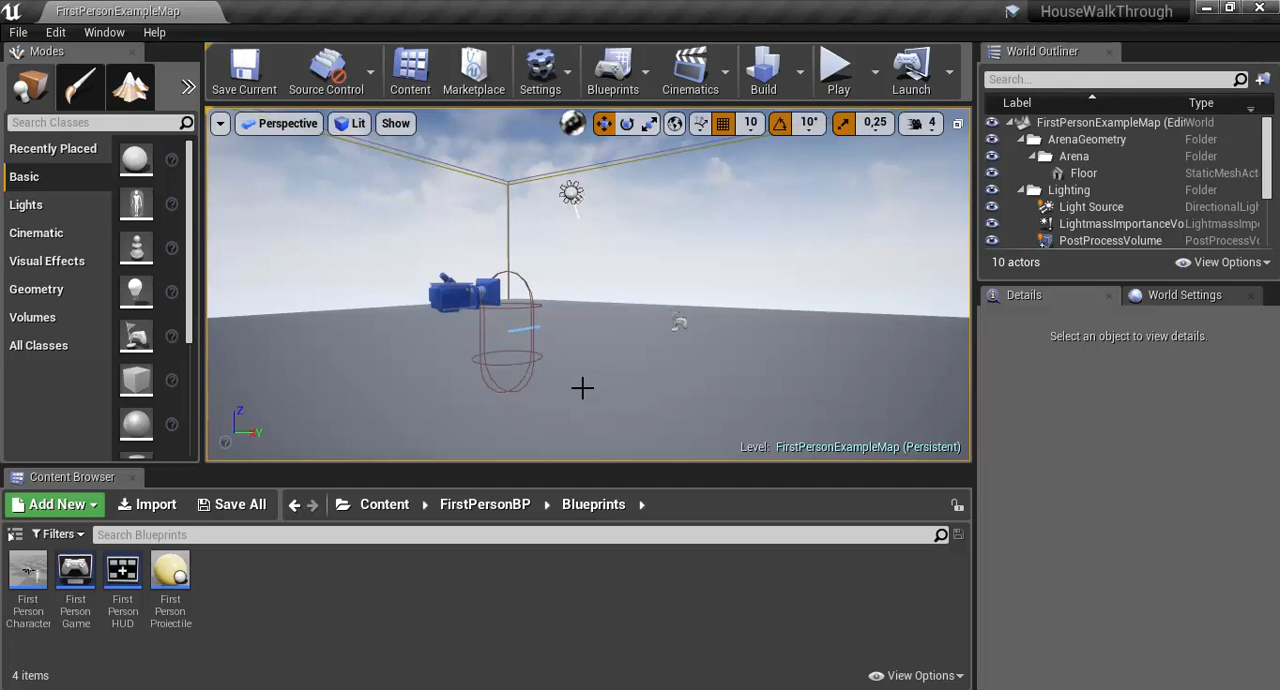 FirstPersonExampleMap
HouseWalkThrough
File Edit Window Help
Modes
Search Classes
Recently Placed
Basic
Lights
Cinematic
Visual Effects
Geometry
Volumes
All Classes
Save Current
Source Control
Content
Marketplace
Settings
Blueprints
Cinematics
Build
Play
Launch
Perspective
Lit
Show
10
10°
0,25
4
Z
Y
Level: FirstPersonExampleMap (Persistent)
World Outliner
Search...
Label Type
FirstPersonExampleMap (Edi World
ArenaGeometry Folder
Arena Folder
Floor StaticMeshAct
Lighting Folder
Light Source DirectionalLigh
LightmassImportanceVo LightmassImpo
PostProcessVolume PostProcessVo
10 actors
View Options
Details
World Settings
Select an object to view details.
Content Browser
Add New
Import
Save All
Content
FirstPersonBP
Blueprints
Filters
Search Blueprints
First Person Character
First Person Game
First Person HUD
First Person Projectile
4 items
View Options